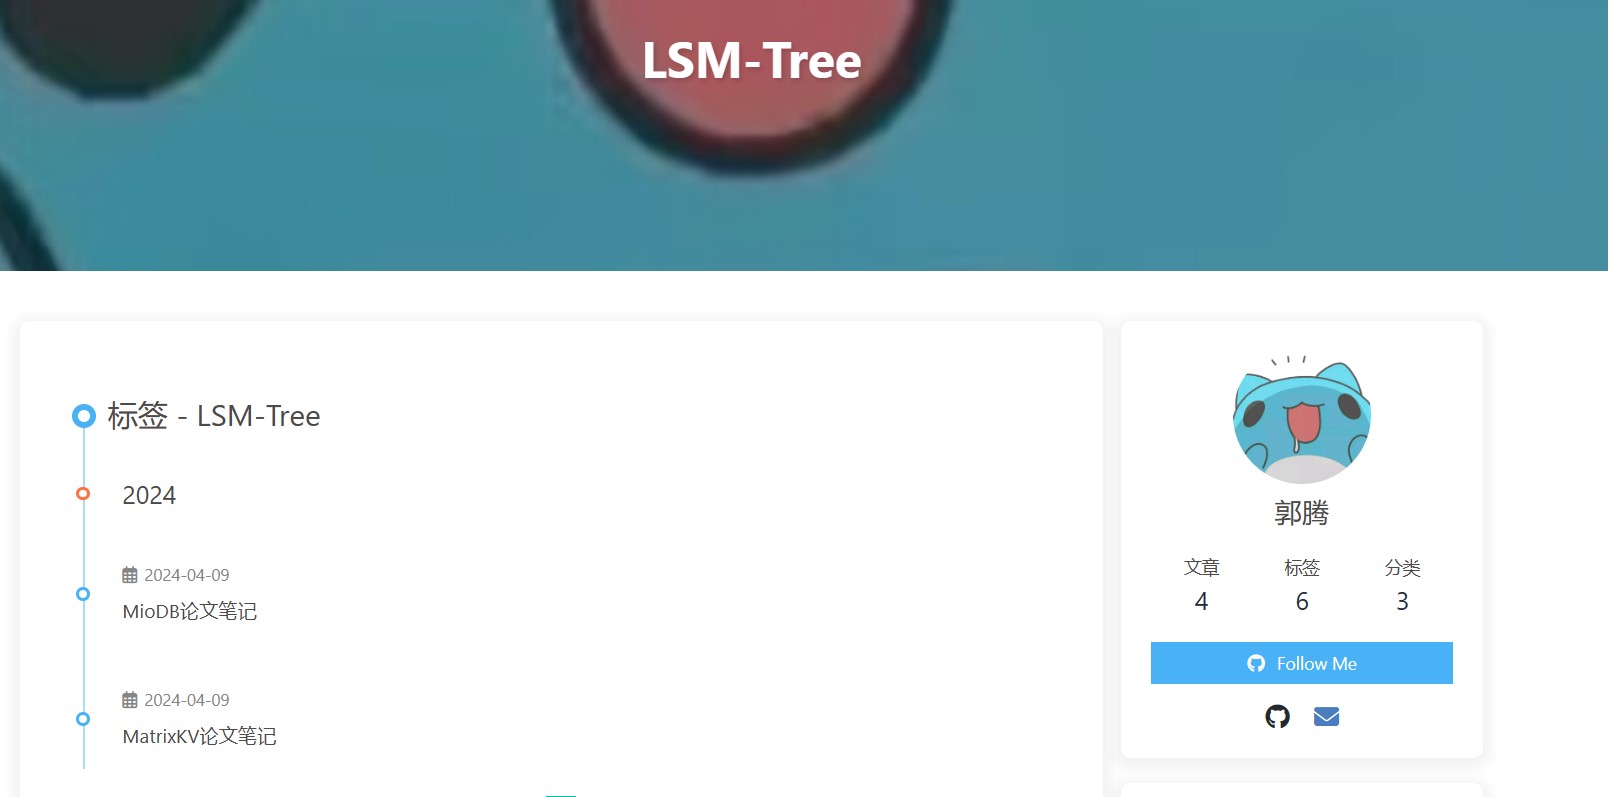 LSM-Tree
标签 - LSM-Tree
2024
2024-04-09
MioDB论文笔记
2024-04-09
MatrixKV论文笔记
郭腾
文章 标签 分类
4 6 3
Follow Me